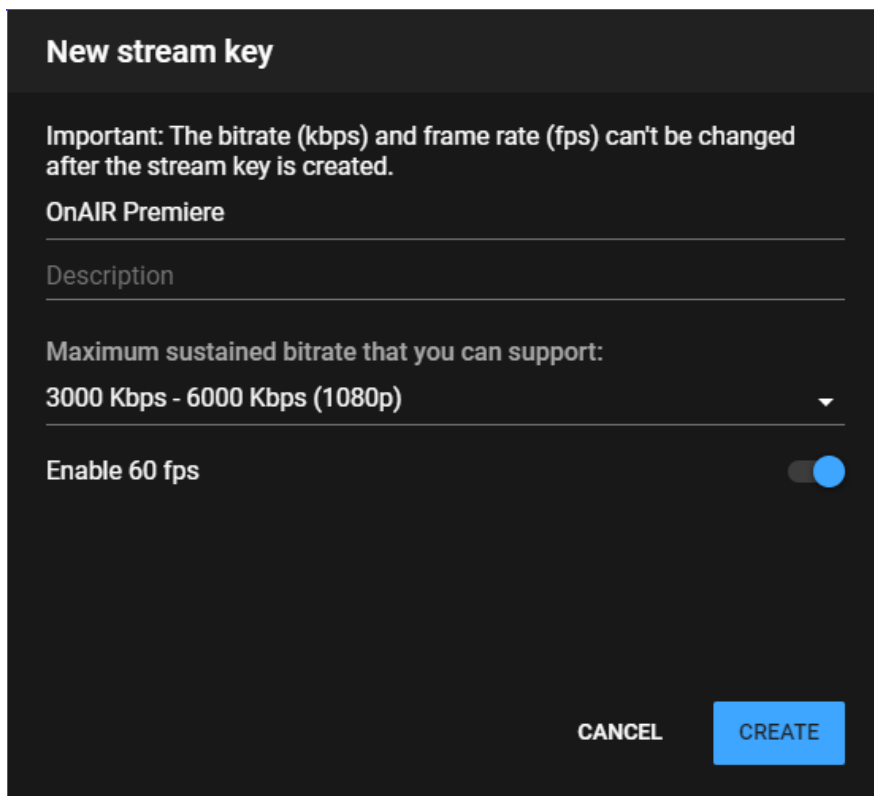 New stream key
Important: The bitrate (kbps) and frame rate (fps) can't be changed
after the stream key is created.
OnAIR Premiere
Description
Maximum sustained bitrate that you can support:
3000 Kbps - 6000 Kbps (1080p)
Enable 60 fps
CANCEL
CREATE